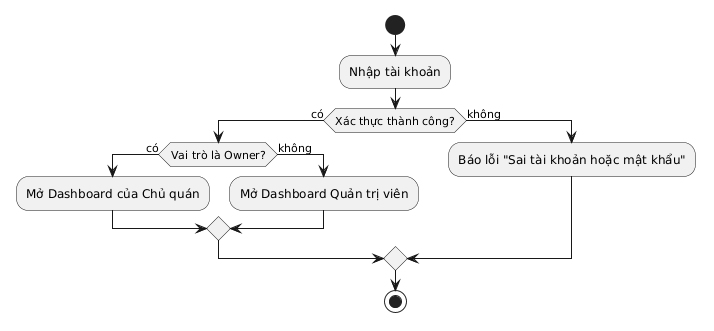 Nhập tài khoản
có
Xác thực thành công?
không
có
Vai trò là Owner?
không
Báo lỗi "Sai tài khoản hoặc mật khẩu"
Mở Dashboard của Chủ quán
Mở Dashboard Quản trị viên